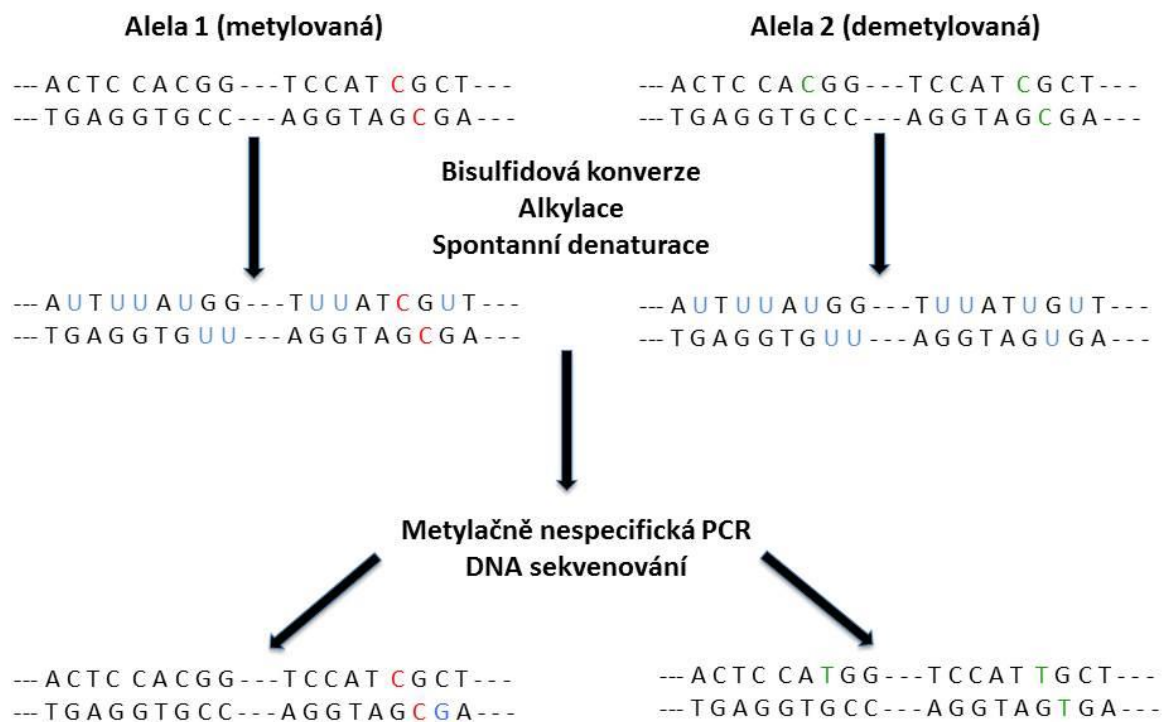 Alela 1 (metylovaná)
Alela 2 (demetylovaná)
--- A C T C C A C G G - - - T C C A T C G C T - - -
--- T G A G G T G C C - - - A G G T A G C G A - - -
--- A C T C C A C G G - - - T C C A T C G C T - - -
--- T G A G G T G C C - - - A G G T A G C G A - - -
Bisulfidová konverze
Alkylace
Spontanní denaturace
--- A U T U U A U G G - - - T U U A T C G U T - - -
--- T G A G G T G U U - - - A G G T A G C G A - - -
--- A U T U U A U G G - - - T U U A T U G U T - - -
--- T G A G G T G U U - - - A G G T A G U G A - - -
Metylačně nespecifická PCR
DNA sekvenování
--- A C T C C A C G G - - - T C C A T C G C T - - -
--- T G A G G T G C C - - - A G G T A G C G A - - -
--- A C T C C A T G G - - - T C C A T T G C T - - -
--- T G A G G T G C C - - - A G G T A G T G A - - -